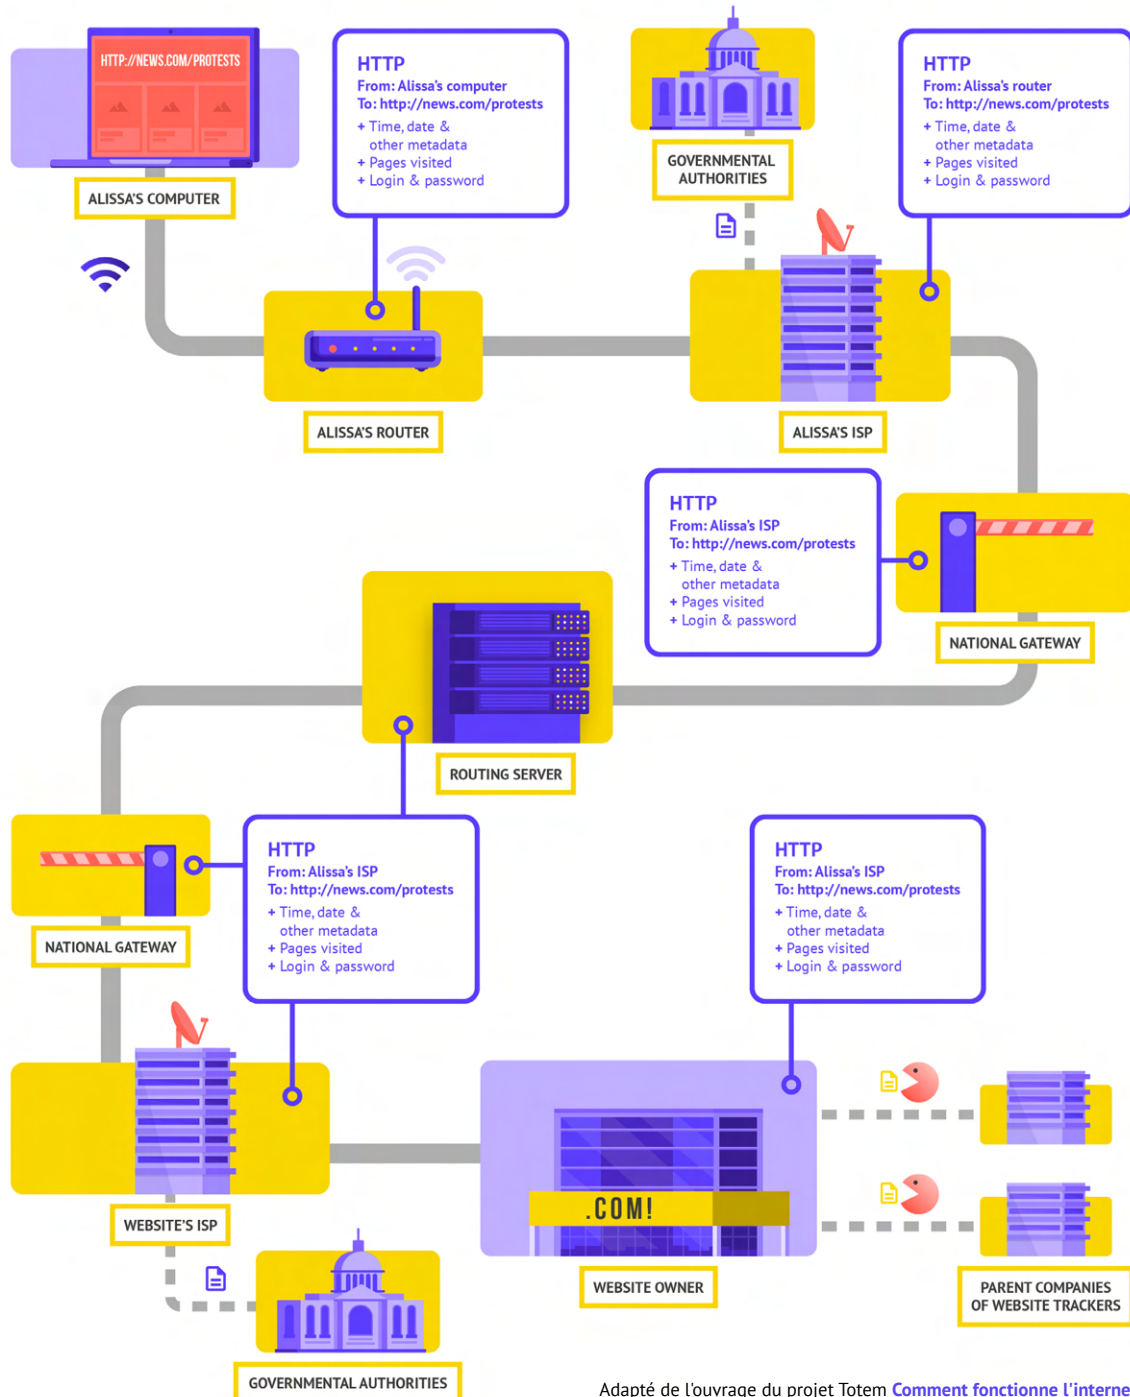 HTTP://NEWS.COM/PROTESTS
ALISSA'S COMPUTER
HTTP
From: Alissa's computer
To: http://news.com/protests
+ Time, date &
other metadata
+ Pages visited
+ Login & password
GOVERNMENTAL
AUTHORITIES
HTTP
From: Alissa's router
To: http://news.com/protests
+ Time, date &
other metadata
+ Pages visited
+ Login & password
ALISSA'S ROUTER
ALISSA'S ISP
HTTP
From: Alissa's ISP
To: http://news.com/protests
+ Time, date &
other metadata
+ Pages visited
+ Login & password
NATIONAL GATEWAY
ROUTING SERVER
NATIONAL GATEWAY
HTTP
From: Alissa's ISP
To: http://news.com/protests
+ Time, date &
other metadata
+ Pages visited
+ Login & password
HTTP
From: Alissa's ISP
To: http://news.com/protests
+ Time, date &
other metadata
+ Pages visited
+ Login & password
WEBSITE'S ISP
.COM!
WEBSITE OWNER
PARENT COMPANIES
OF WEBSITE TRACKERS
GOVERNMENTAL AUTHORITIES
Adapté de l'ouvrage du projet Totem Comment fonctionne l'interne